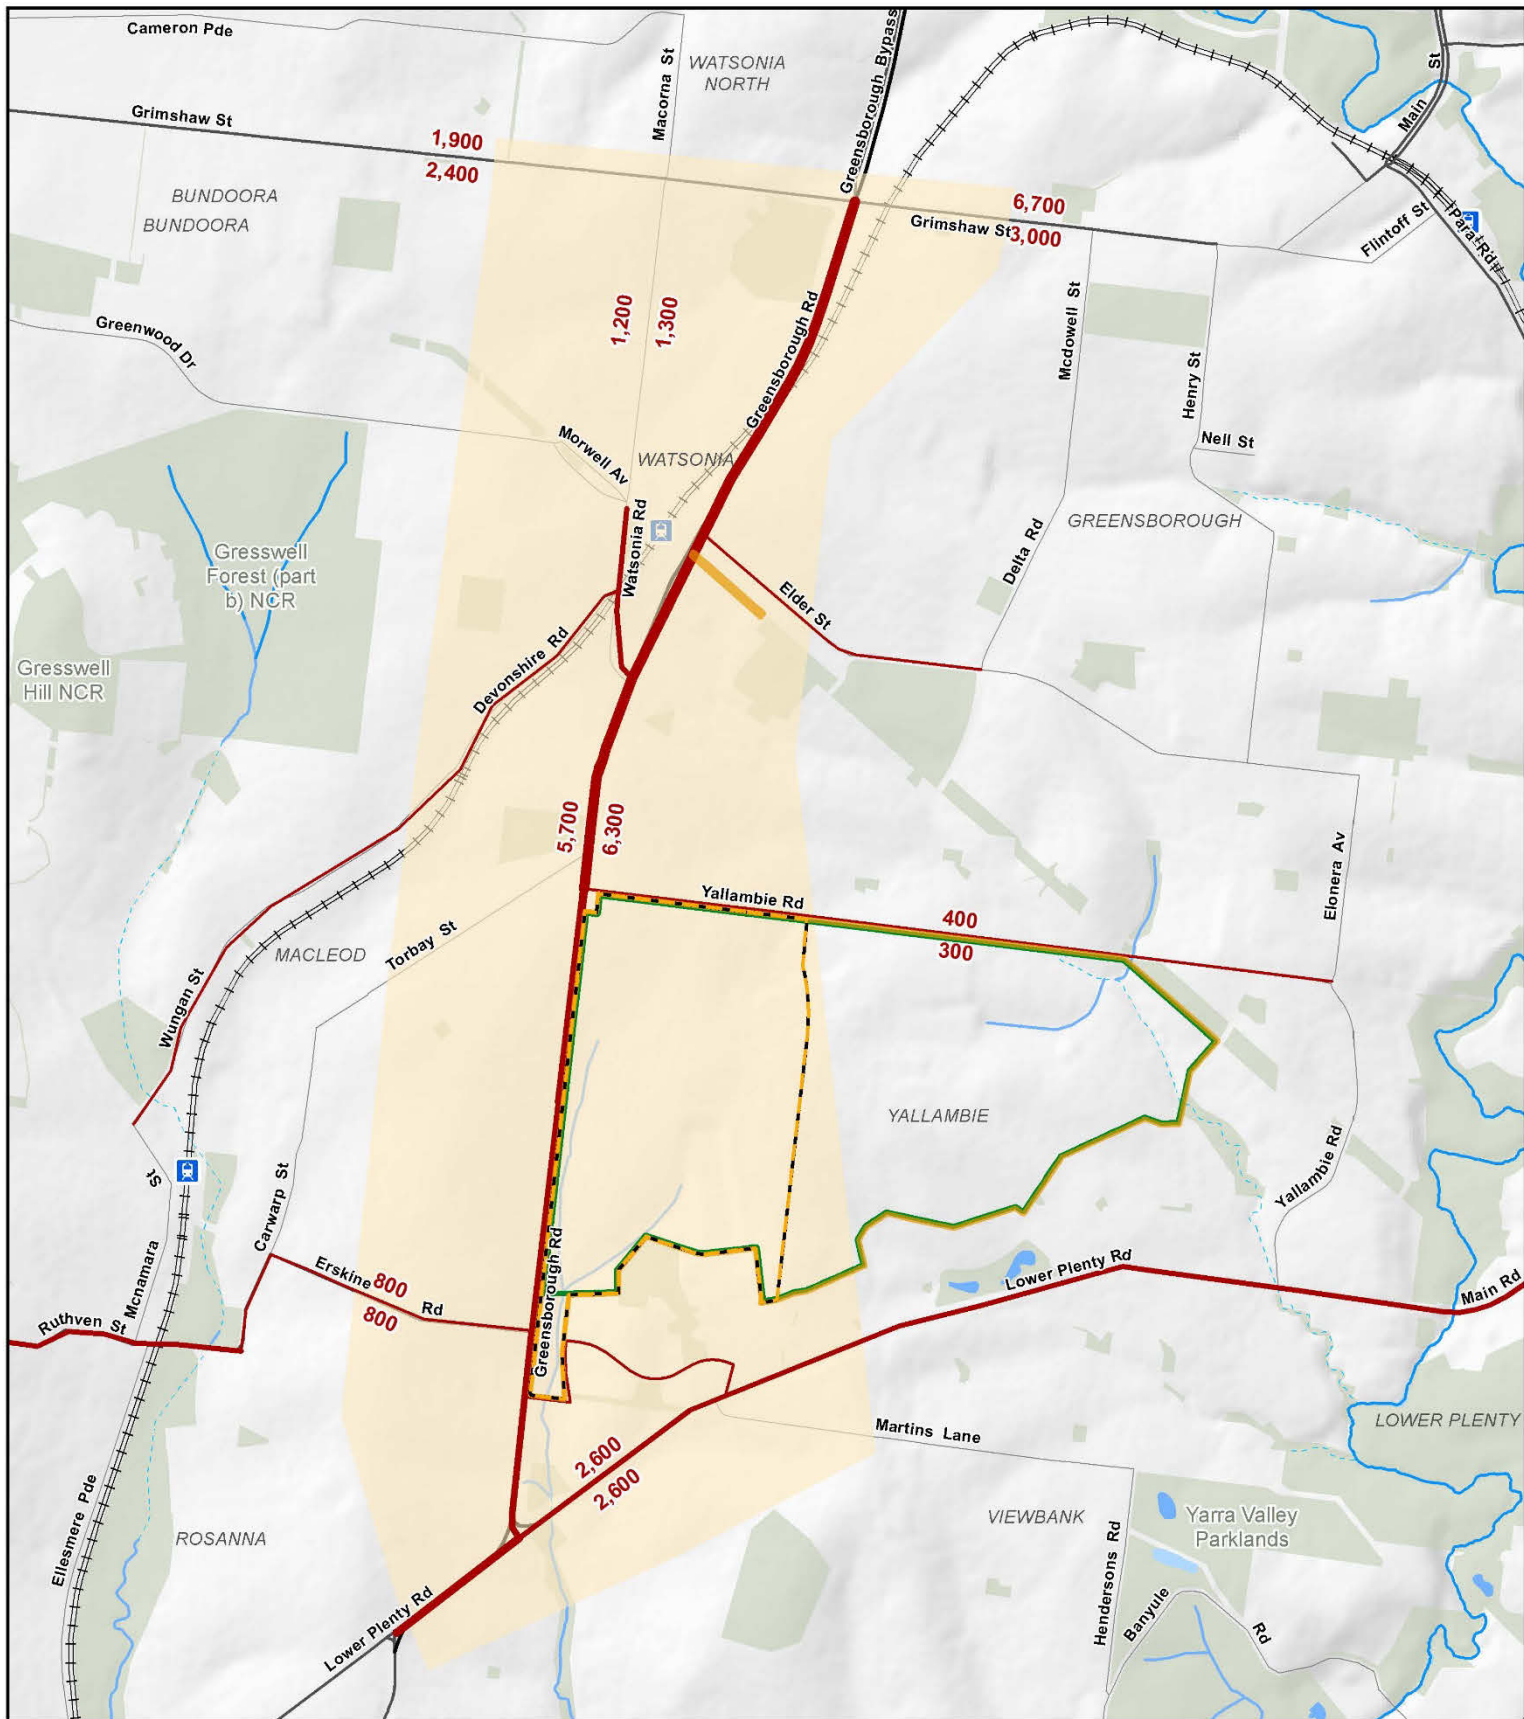 Cameron Pde
Macorna St
WATSONIA
NORTH
Greensborough Bypass
Main
St
Grimshaw St
1,900
2,400
BUNDOORA
BUNDOORA
6,700
Grimshaw St
3,000
Flintoff St
Para Rd
Greenwood Dr
1,200
1,300
Greensborough Rd
Mcdowell St
Henry St
Nell St
Morwell Av
WATSONIA
Watsonia Rd
GREENSBOROUGH
Delta Rd
Gresswell
Forest (part
b) NCR
Elder St
Gresswell
Hill NCR
Devonshire Rd
5,700
6,300
Yallambie Rd
400
300
Elonera Av
Torbay St
MACLEOD
Wungan St
YALLAMBIE
Yallambie Rd
St
Mcnamara
Carwarp St
Erskine
Rd
800
800
Greensborough Rd
Lower Plenty Rd
Main Rd
Ruthven St
LOWER PLENTY
Martins Lane
2,600
2,600
Ellesmere Pde
ROSANNA
VIEWBANK
Yarra Valley
Parklands
Hendersons Rd
Banyule
Rd
Lower Plenty Rd